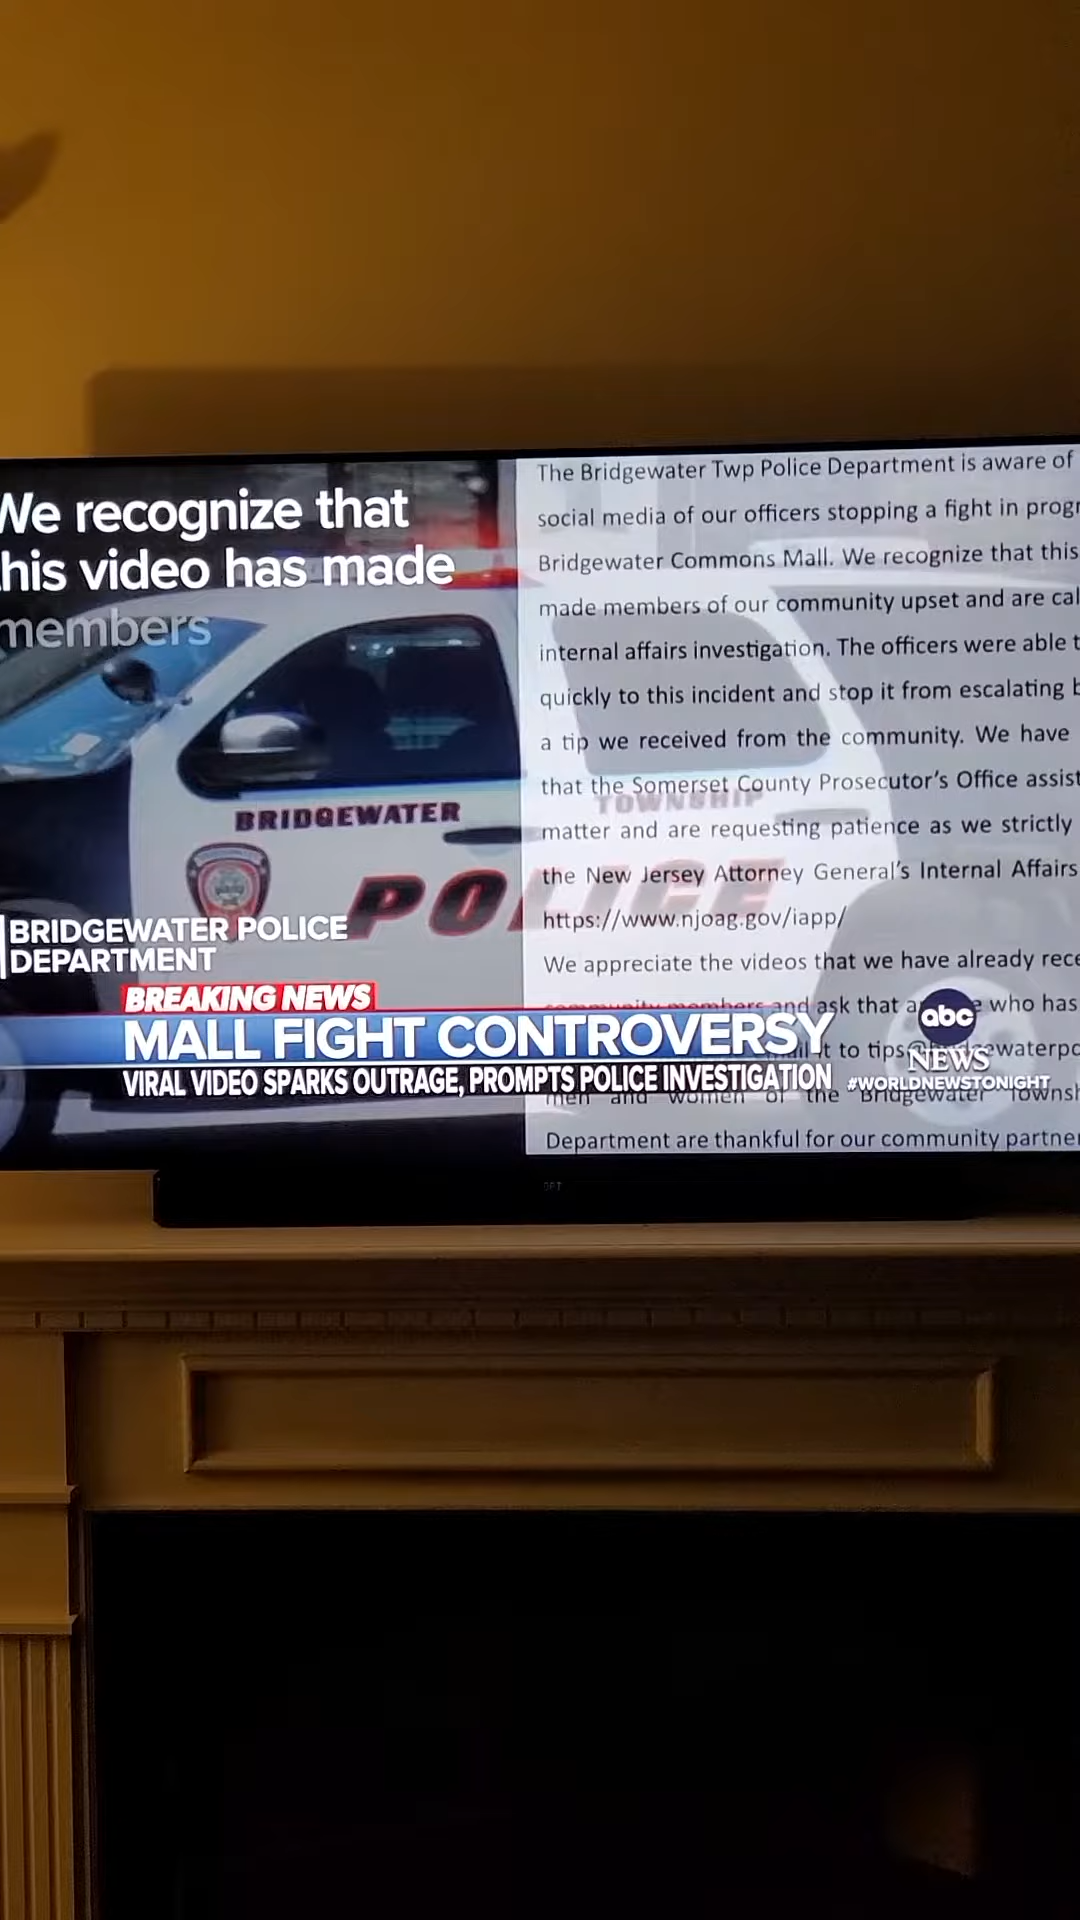 We recognize that
this video has made
members
The Bridgewater Twp Police Department is aware of
social media of our officers stopping a fight in progr
Bridgewater Commons Mall. We recognize that this
made members of our community upset and are cal
internal affairs investigation. The officers were able t
quickly to this incident and stop it from escalating b
a tip we received from the community. We have
that the Somerset County Prosecutor's Office assist
matter and are requesting patience as we strictly
the New Jersey Attorney General's Internal Affairs
https://www.njoag.gov/iapp/
We appreciate the videos that we have already rece
community members and ask that a e who has
it to tips@
men and women of the Bridgewater Townsh
Department are thankful for our community partner
BRIDGEWATER
TOWNSHIP
POLICE
BRIDGEWATER POLICE
DEPARTMENT
BREAKING NEWS
MALL FIGHT CONTROVERSY
VIRAL VIDEO SPARKS OUTRAGE, PROMPTS POLICE INVESTIGATION
abc
NEWS
#WORLDNEWSTONIGHT